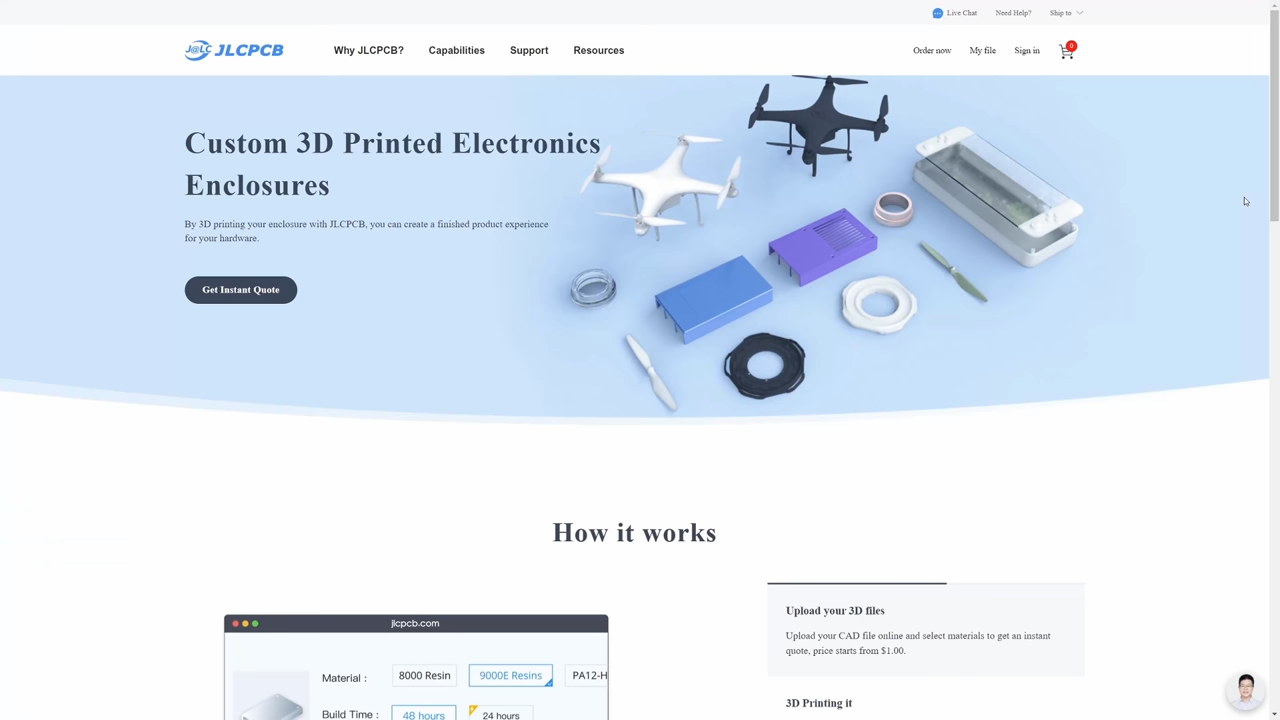 Live Chat Need Help? Ship to
J@LC JLCPCB Why JLCPCB? Capabilities Support Resources Order now My file Sign in 0
Custom 3D Printed Electronics
Enclosures
By 3D printing your enclosure with JLCPCB, you can create a finished product experience
for your hardware.
Get Instant Quote
How it works
jlcpcb.com
Material :
8000 Resin
9000E Resins
PA12-H
Build Time :
48 hours
24 hours
Upload your 3D files
Upload your CAD file online and select materials to get an instant
quote, price starts from $1.00.
3D Printing it